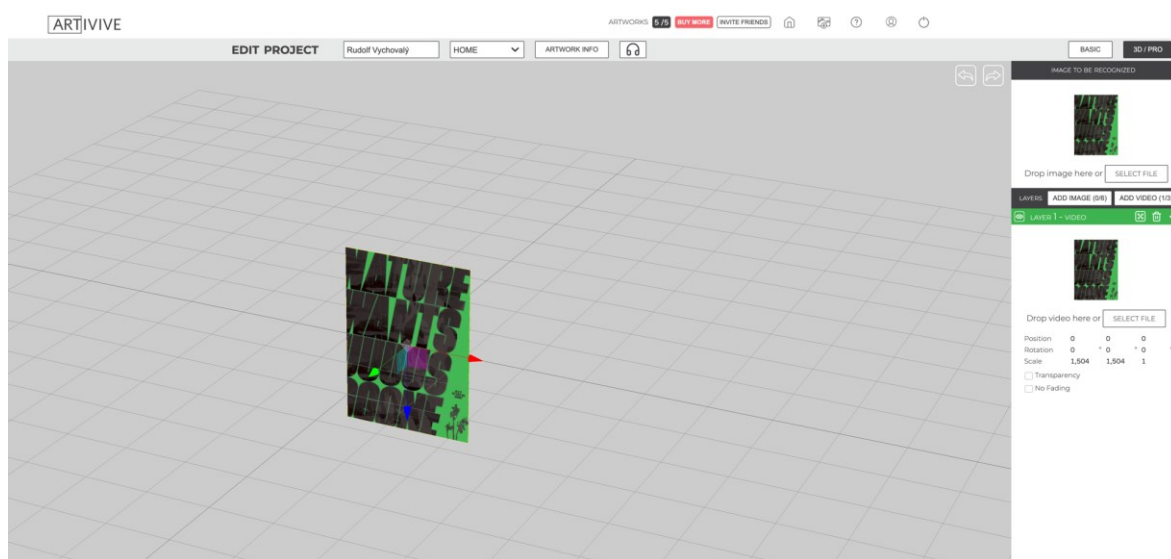 ARTIVIVE
ARTWORKS 5 /5 BUY MORE INVITE FRIENDS
EDIT PROJECT Rudolf Vychovalý HOME ARTWORK INFO BASIC 3D / PRO
IMAGE TO BE RECOGNIZED
Drop image here or SELECT FILE
LAYERS ADD IMAGE (0/6) ADD VIDEO (1/3
LAYER 1 - VIDEO
Drop video here or SELECT FILE
Position 0 0 0
Rotation 0 ° 0 ° 0 °
Scale 1,504 1,504 1
Transparency
No Fading
NATURE
WANTS
US
GONE